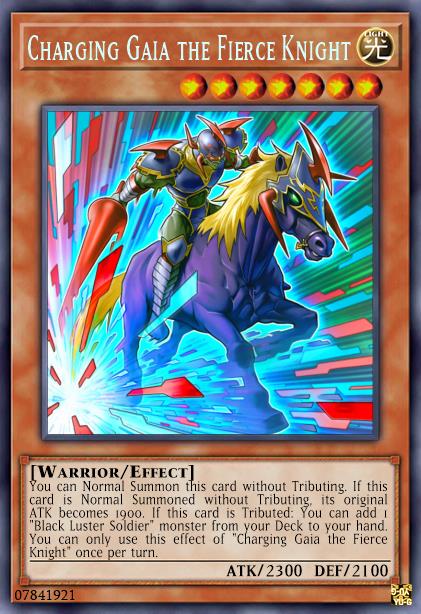 Charging Gaia the Fierce Knight
LIGHT
光
[Warrior/Effect]
You can Normal Summon this card without Tributing. If this
card is Normal Summoned without Tributing, its original
ATK becomes 1900. If this card is Tributed: You can add 1
"Black Luster Soldier" monster from your Deck to your hand.
You can only use this effect of "Charging Gaia the Fierce
Knight" once per turn.
ATK/2300 DEF/2100
07841921